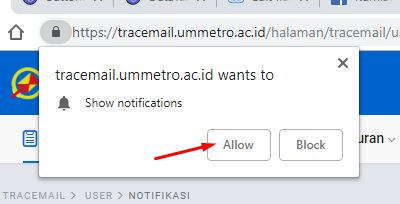 https://tracemail.ummetro.ac.id/halaman/tracemail/us
tracemail.ummetro.ac.id wants to
Show notifications
Allow
Block
uran
TRACEMAIL > USER > NOTIFIKASI